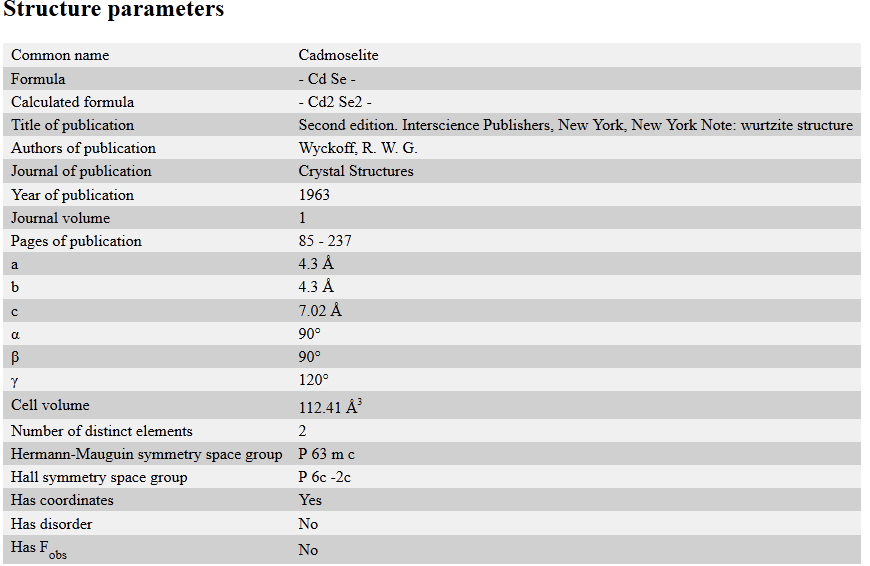 Structure parameters
Common name Cadmoselite
Formula - Cd Se -
Calculated formula - Cd2 Se2 -
Title of publication Second edition. Interscience Publishers, New York, New York Note: wurtzite structure
Authors of publication Wyckoff, R. W. G.
Journal of publication Crystal Structures
Year of publication 1963
Journal volume 1
Pages of publication 85 - 237
a 4.3 Å
b 4.3 Å
c 7.02 Å
α 90°
β 90°
γ 120°
Cell volume 112.41 Å³
Number of distinct elements 2
Hermann-Mauguin symmetry space group P 63 m c
Hall symmetry space group P 6c -2c
Has coordinates Yes
Has disorder No
Has Fobs No